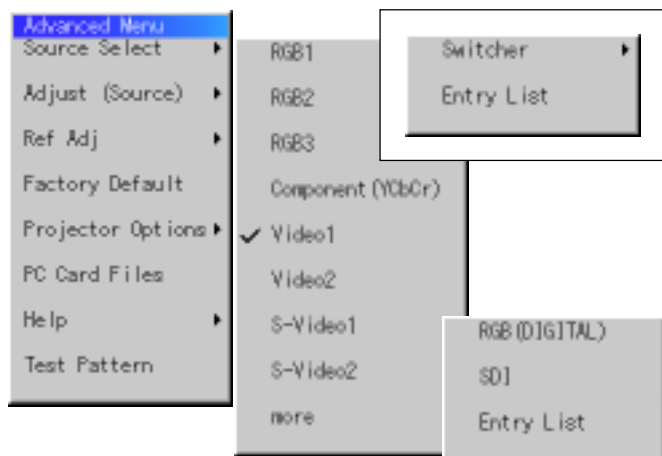 Advanced Menu
Source Select
Adjust (Source)
Ref Adj
Factory Default
Projector Options
PC Card Files
Help
Test Pattern
RGB1
RGB2
RGB3
Component (YCbCr)
Video1
Video2
S-Video1
S-Video2
more
Switcher
Entry List
RGB(DIGITAL)
SDI
Entry List